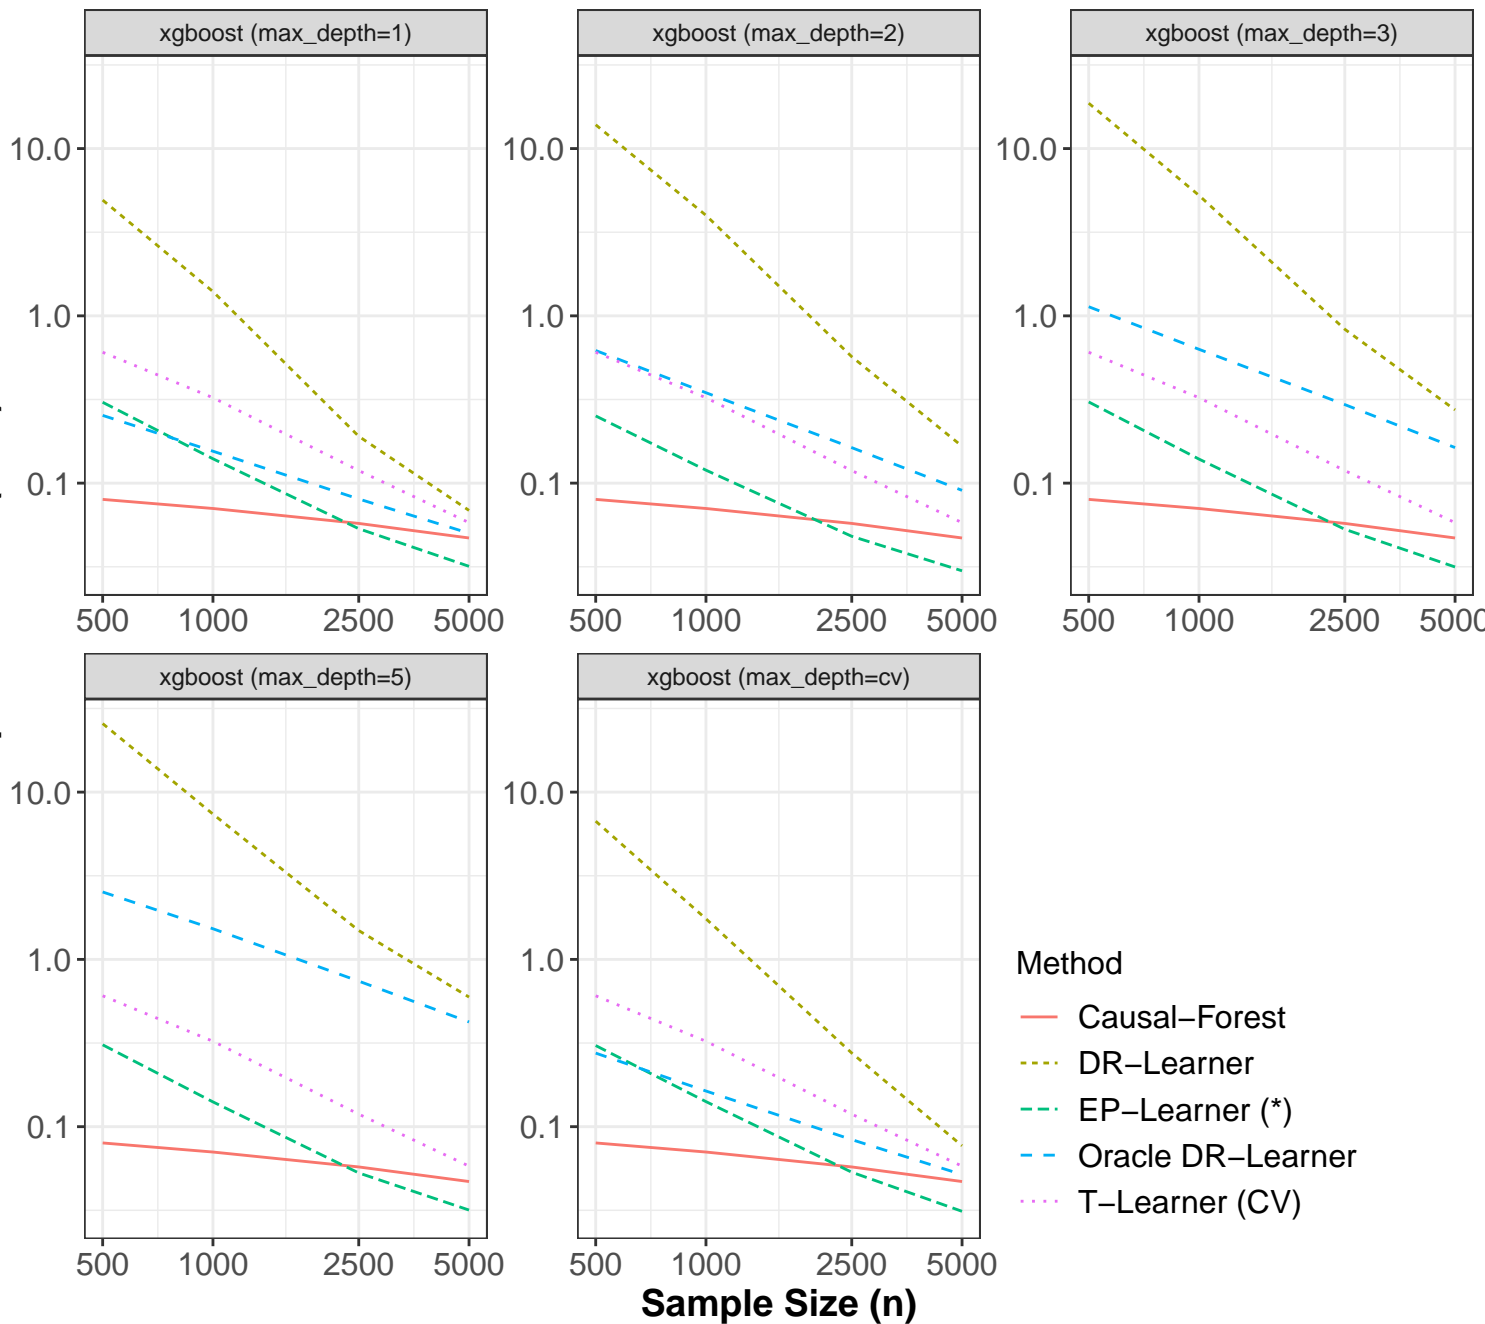 xgboost (max_depth=1)
xgboost (max_depth=2)
xgboost (max_depth=3)
10.0
1.0
0.1
10.0
1.0
0.1
10.0
1.0
0.1
500
1000
2500
5000
500
1000
2500
5000
500
1000
2500
5000
xgboost (max_depth=5)
xgboost (max_depth=cv)
10.0
1.0
0.1
10.0
1.0
0.1
500
1000
2500
5000
500
1000
2500
5000
Sample Size (n)
Method
Causal−Forest
DR−Learner
EP−Learner (*)
Oracle DR−Learner
T−Learner (CV)